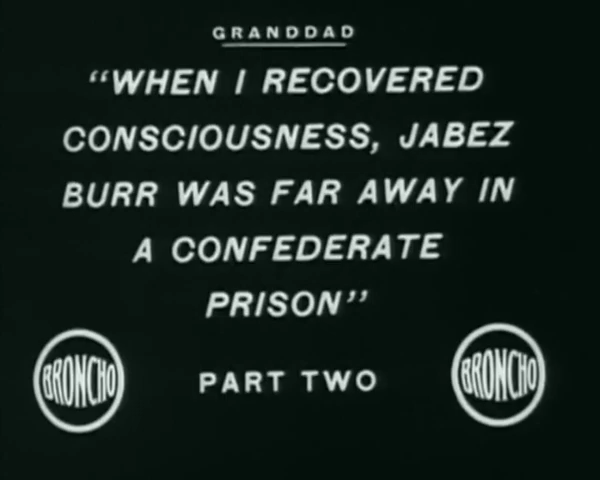 GRANDDAD
“WHEN I RECOVERED
CONSCIOUSNESS, JABEZ
BURR WAS FAR AWAY IN
A CONFEDERATE
PRISON”
PART TWO
BRONCHO
BRONCHO